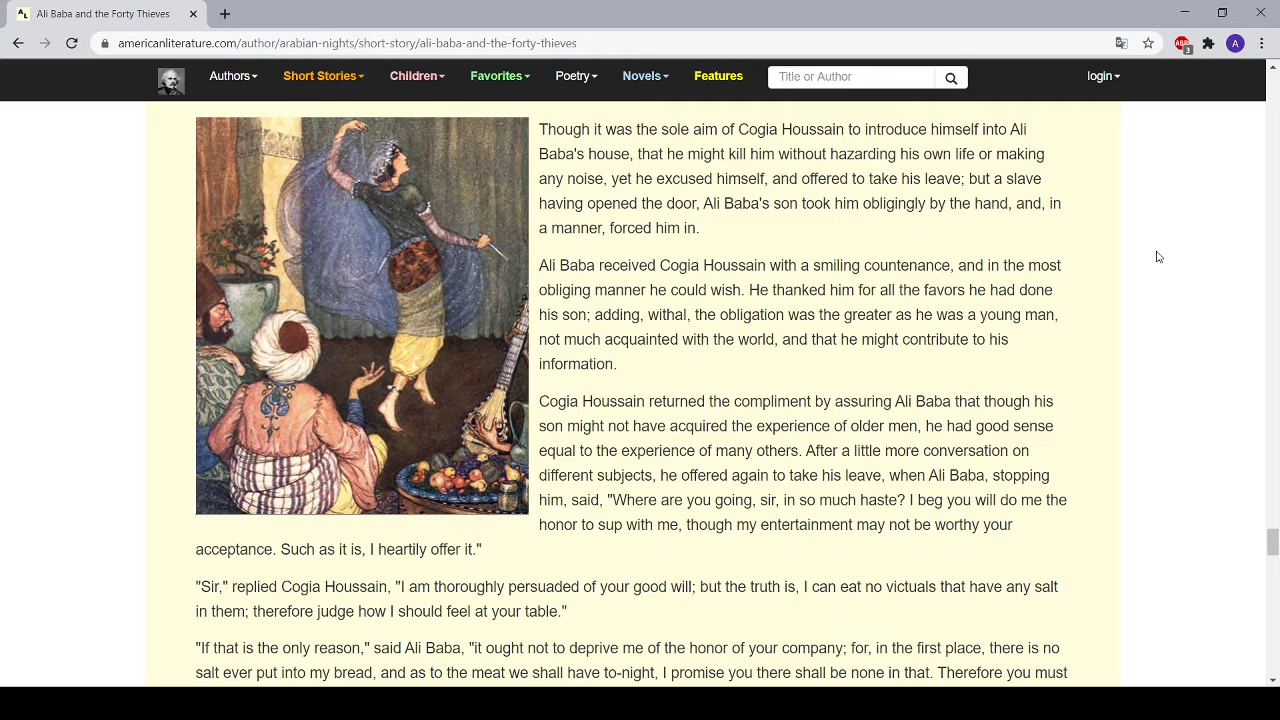 Ali Baba and the Forty Thieves
americanliterature.com/author/arabian-nights/short-story/ali-baba-and-the-forty-thieves
ABP
3
A
Authors
Short Stories
Children
Favorites
Poetry
Novels
Features
Title or Author
login
Though it was the sole aim of Cogia Houssain to introduce himself into Ali
Baba's house, that he might kill him without hazarding his own life or making
any noise, yet he excused himself, and offered to take his leave; but a slave
having opened the door, Ali Baba's son took him obligingly by the hand, and, in
a manner, forced him in.
Ali Baba received Cogia Houssain with a smiling countenance, and in the most
obliging manner he could wish. He thanked him for all the favors he had done
his son; adding, withal, the obligation was the greater as he was a young man,
not much acquainted with the world, and that he might contribute to his
information.
Cogia Houssain returned the compliment by assuring Ali Baba that though his
son might not have acquired the experience of older men, he had good sense
equal to the experience of many others. After a little more conversation on
different subjects, he offered again to take his leave, when Ali Baba, stopping
him, said, "Where are you going, sir, in so much haste? I beg you will do me the
honor to sup with me, though my entertainment may not be worthy your
acceptance. Such as it is, I heartily offer it."
"Sir," replied Cogia Houssain, "I am thoroughly persuaded of your good will; but the truth is, I can eat no victuals that have any salt
in them; therefore judge how I should feel at your table."
"If that is the only reason," said Ali Baba, "it ought not to deprive me of the honor of your company; for, in the first place, there is no
salt ever put into my bread, and as to the meat we shall have to-night, I promise you there shall be none in that. Therefore you must